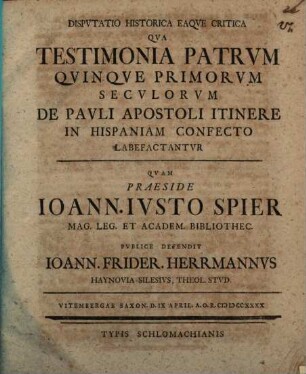 DISPVTATIO HISTORICA EAQVE CRITICA
QVA
TESTIMONIA PATRVM
QVINQVE PRIMORVM
SECVLORVM
DE PAVLI APOSTOLI ITINERE
IN HISPANIAM CONFECTO
LABEFACTANTVR
QVAM
PRAESIDE
IOANN. IVSTO SPIER
MAG. LEG. ET ACADEM. BIBLIOTHEC.
PVBLICE DEFENDIT
IOANN. FRIDER. HERRMANNVS
HAYNOVIA-SILESIVS, THEOL. STVD.
VITEMBERGAE SAXON. D. IX APRIL. A. O. R. CIƆIƆCCXXXX.
TYPIS SCHLOMACHIANIS